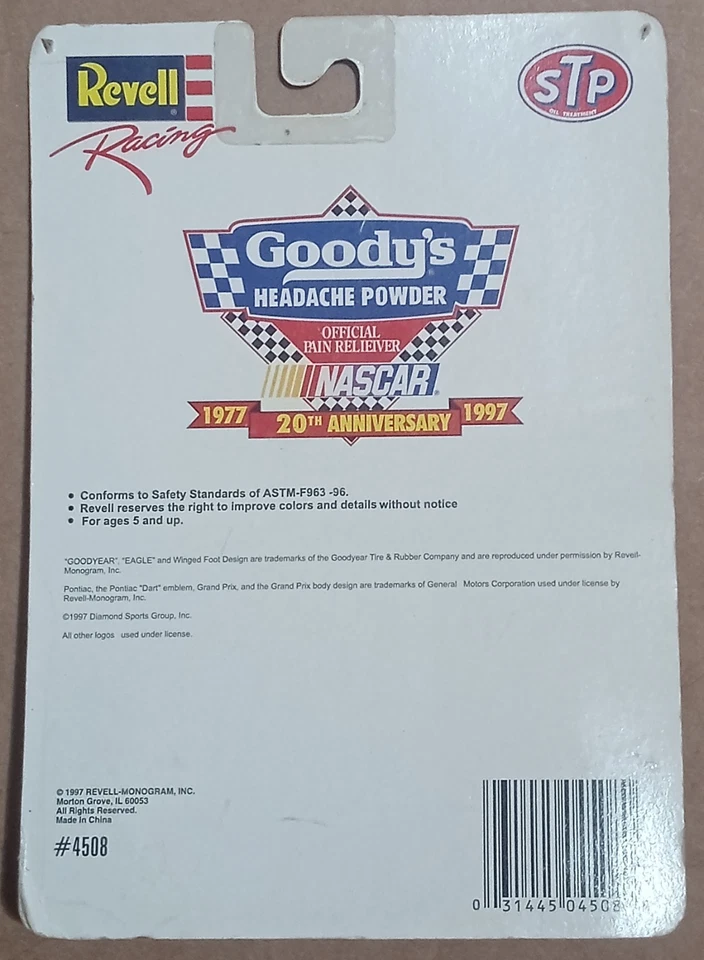 Revell®
Racing
STP
OIL TREATMENT
Goody's®
HEADACHE POWDER
OFFICIAL
PAIN RELIEIVER
NASCAR®
1977 20TH ANNIVERSARY 1997
• Conforms to Safety Standards of ASTM-F963 -96.
• Revell reserves the right to improve colors and details without notice
• For ages 5 and up.
"GOODYEAR", "EAGLE" and Winged Foot Design are trademarks of the Goodyear Tire & Rubber Company and are reproduced under permission by Revell-
Monogram, Inc.
Pontiac, the Pontiac "Dart" emblem, Grand Prix, and the Grand Prix body design are trademarks of General Motors Corporation used under license by
Revell-Monogram, Inc.
©1997 Diamond Sports Group, Inc.
All other logos used under license.
© 1997 REVELL-MONOGRAM, INC.
Morton Grove, IL 60053
All Rights Reserved.
Made in China
#4508
0 31445 04508